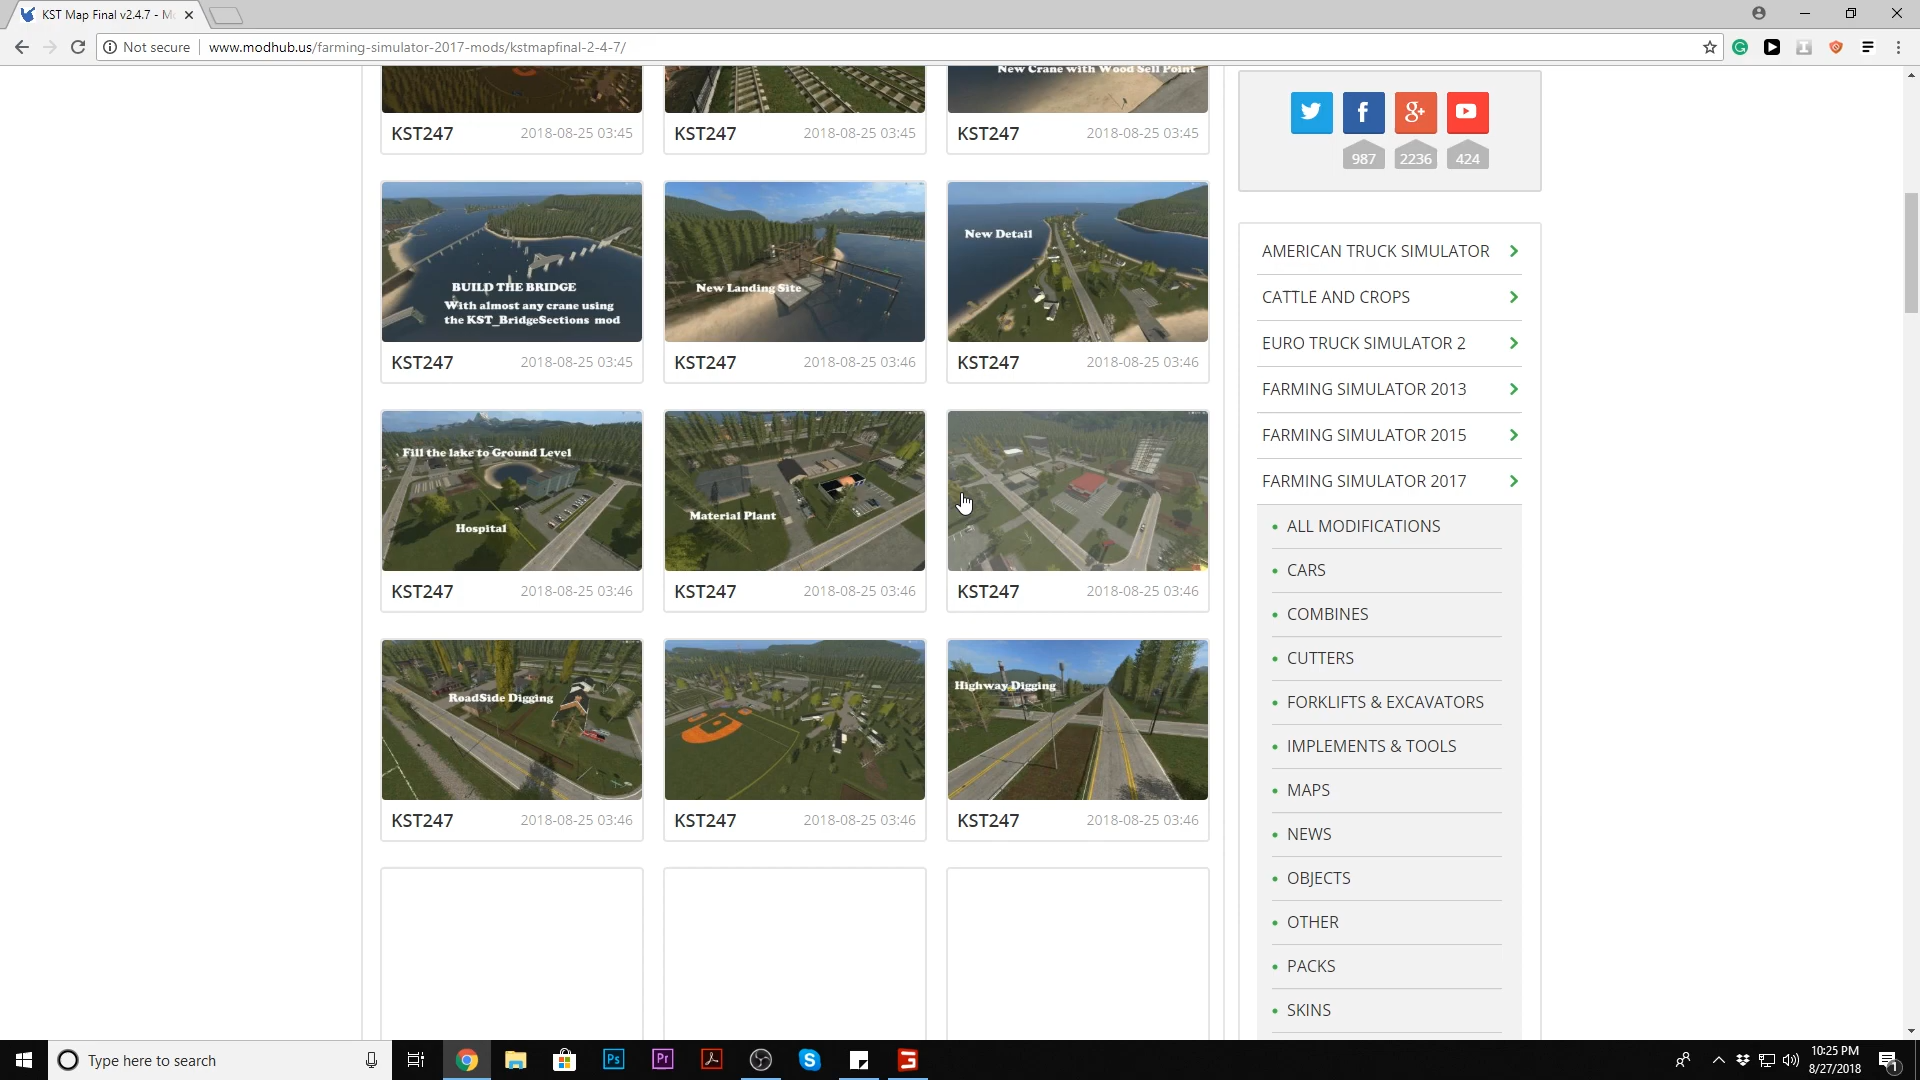 KST Map Final v2.4.7 - M
Not secure
www.modhub.us/farming-simulator-2017-mods/kstmapfinal-2-4-7/
New Crane with Wood Sell Point
KST247 2018-08-25 03:45
KST247 2018-08-25 03:45
KST247 2018-08-25 03:45
BUILD THE BRIDGE
With almost any crane using
the KST_BridgeSections mod
New Landing Site
New Detail
KST247 2018-08-25 03:45
KST247 2018-08-25 03:46
KST247 2018-08-25 03:46
Fill the lake to Ground Level
Hospital
Material Plant
KST247 2018-08-25 03:46
KST247 2018-08-25 03:46
KST247 2018-08-25 03:46
RoadSide Digging
Highway Digging
KST247 2018-08-25 03:46
KST247 2018-08-25 03:46
KST247 2018-08-25 03:46
f g+
987 2236 424
AMERICAN TRUCK SIMULATOR
CATTLE AND CROPS
EURO TRUCK SIMULATOR 2
FARMING SIMULATOR 2013
FARMING SIMULATOR 2015
FARMING SIMULATOR 2017
ALL MODIFICATIONS
CARS
COMBINES
CUTTERS
FORKLIFTS & EXCAVATORS
IMPLEMENTS & TOOLS
MAPS
NEWS
OBJECTS
OTHER
PACKS
SKINS
Type here to search
Ps
Pr
10:25 PM
8/27/2018
1